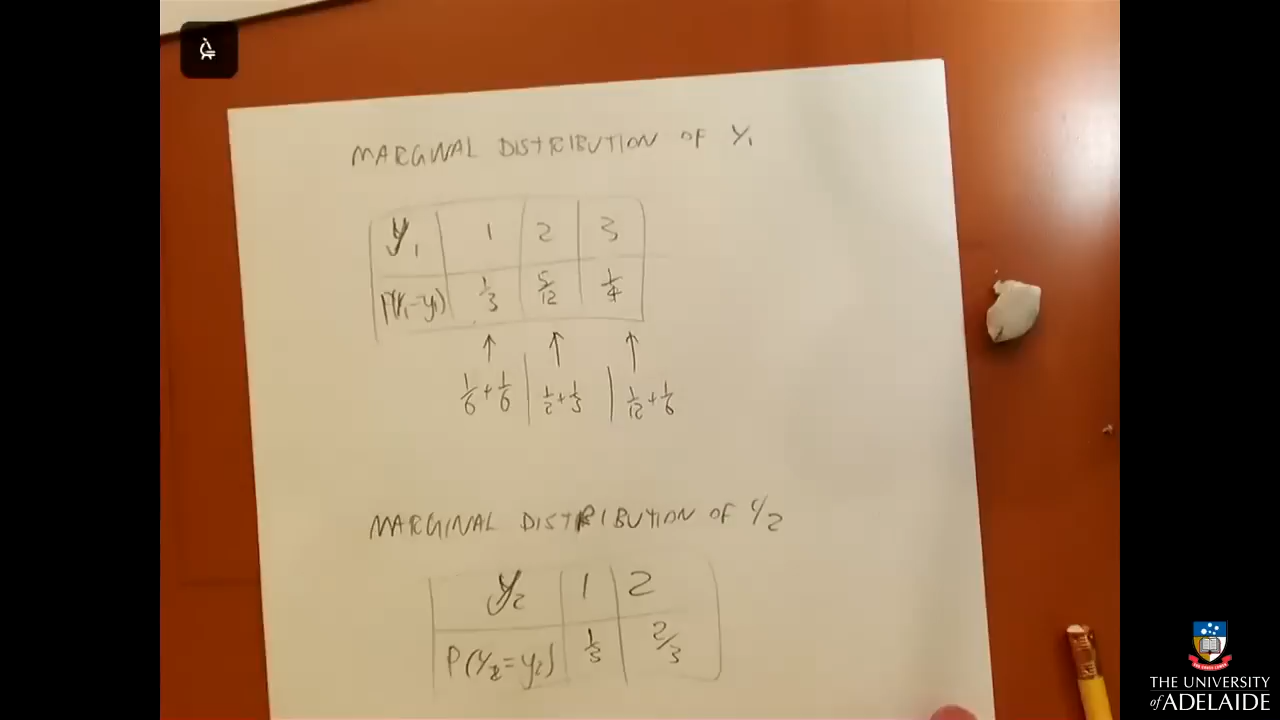 MARGINAL DISTRIBUTION OF Y₁
y₁ 1 2 3
P(Y₁=y₁) 1/3 5/12 1/4
↑ ↑ ↑
1/6+1/6 | 1/2+1/3 | 1/12+1/6
MARGINAL DISTRIBUTION OF Y2
y₂ 1 2
P(Y₂=y₂) 1/3 2/3
THE UNIVERSITY
of ADELAIDE